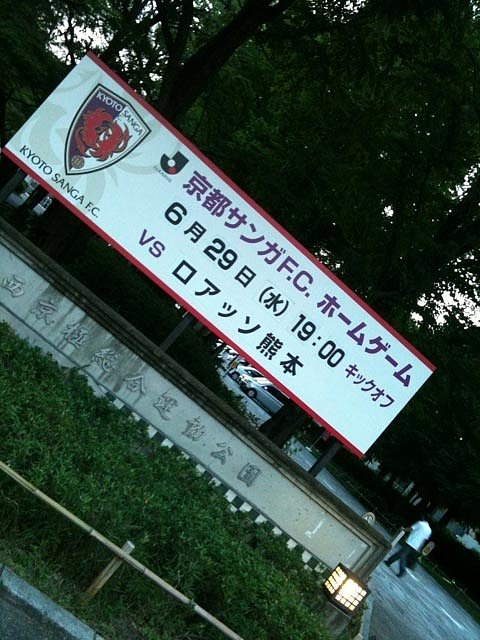 KYOTO SANGA
KYOTO SANGA F.C.
J.LEAGUE
京都サンガF.C. ホームゲーム
6月29日(水) 19:00 キックオフ
VS ロアッソ熊本
西京極総合運動公園